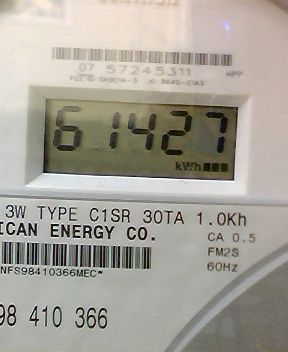 07 57245311 HPP
61427
kWh
3W TYPE C1SR 30TA 1.0Kh
ICAN ENERGY CO.
CA 0.5
FM2S
NFS98410366MEC*
60Hz
98 410 366